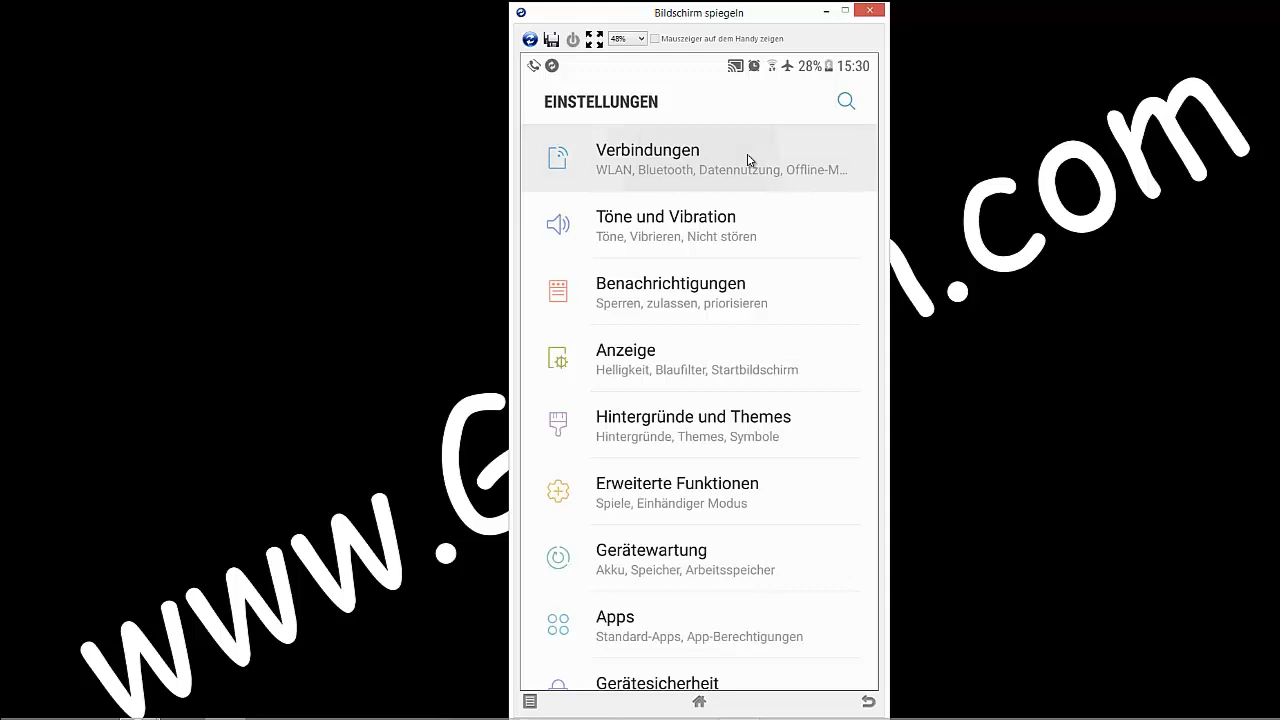 Bildschirm spiegeln
48%
Mauszeiger auf dem Handy zeigen
28% 15:30
EINSTELLUNGEN
Verbindungen
WLAN, Bluetooth, Datennutzung, Offline-M...
Töne und Vibration
Töne, Vibrieren, Nicht stören
Benachrichtigungen
Sperren, zulassen, priorisieren
Anzeige
Helligkeit, Blaufilter, Startbildschirm
Hintergründe und Themes
Hintergründe, Themes, Symbole
Erweiterte Funktionen
Spiele, Einhändiger Modus
Gerätewartung
Akku, Speicher, Arbeitsspeicher
Apps
Standard-Apps, App-Berechtigungen
Gerätesicherheit
www.G
.com